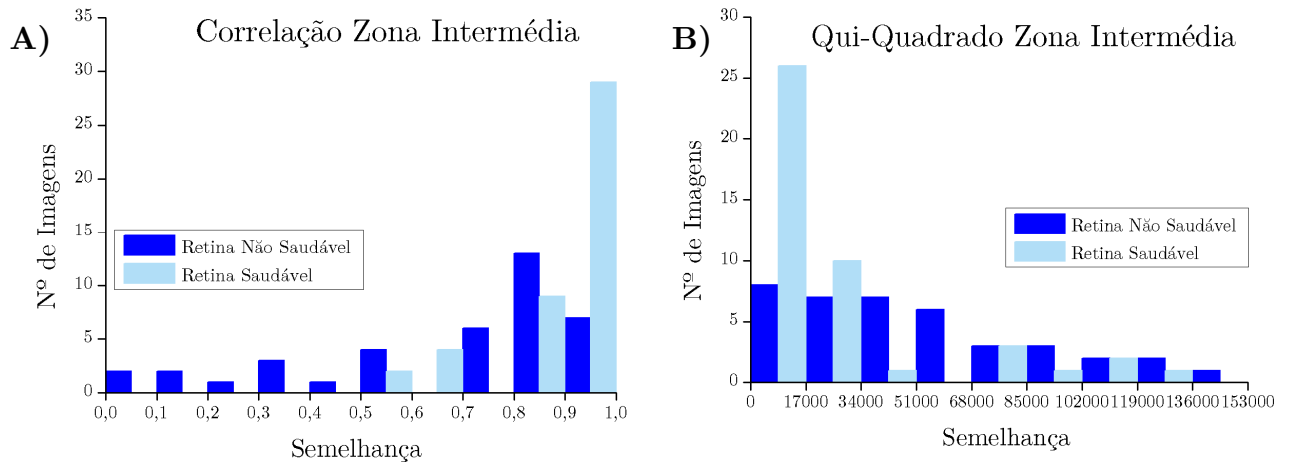 A)
Correlação Zona Intermédia
35
30
25
20
15
10
5
0
Nº de Imagens
Retina Năo Saudável
Retina Saudável
0,0 0,1 0,2 0,3 0,4 0,5 0,6 0,7 0,8 0,9 1,0
Semelhança
B)
Qui-Quadrado Zona Intermédia
30
25
20
15
10
5
0
Nº de Imagens
Retina Năo Saudável
Retina Saudável
0 17000 34000 51000 68000 85000 102000 119000 136000 153000
Semelhança